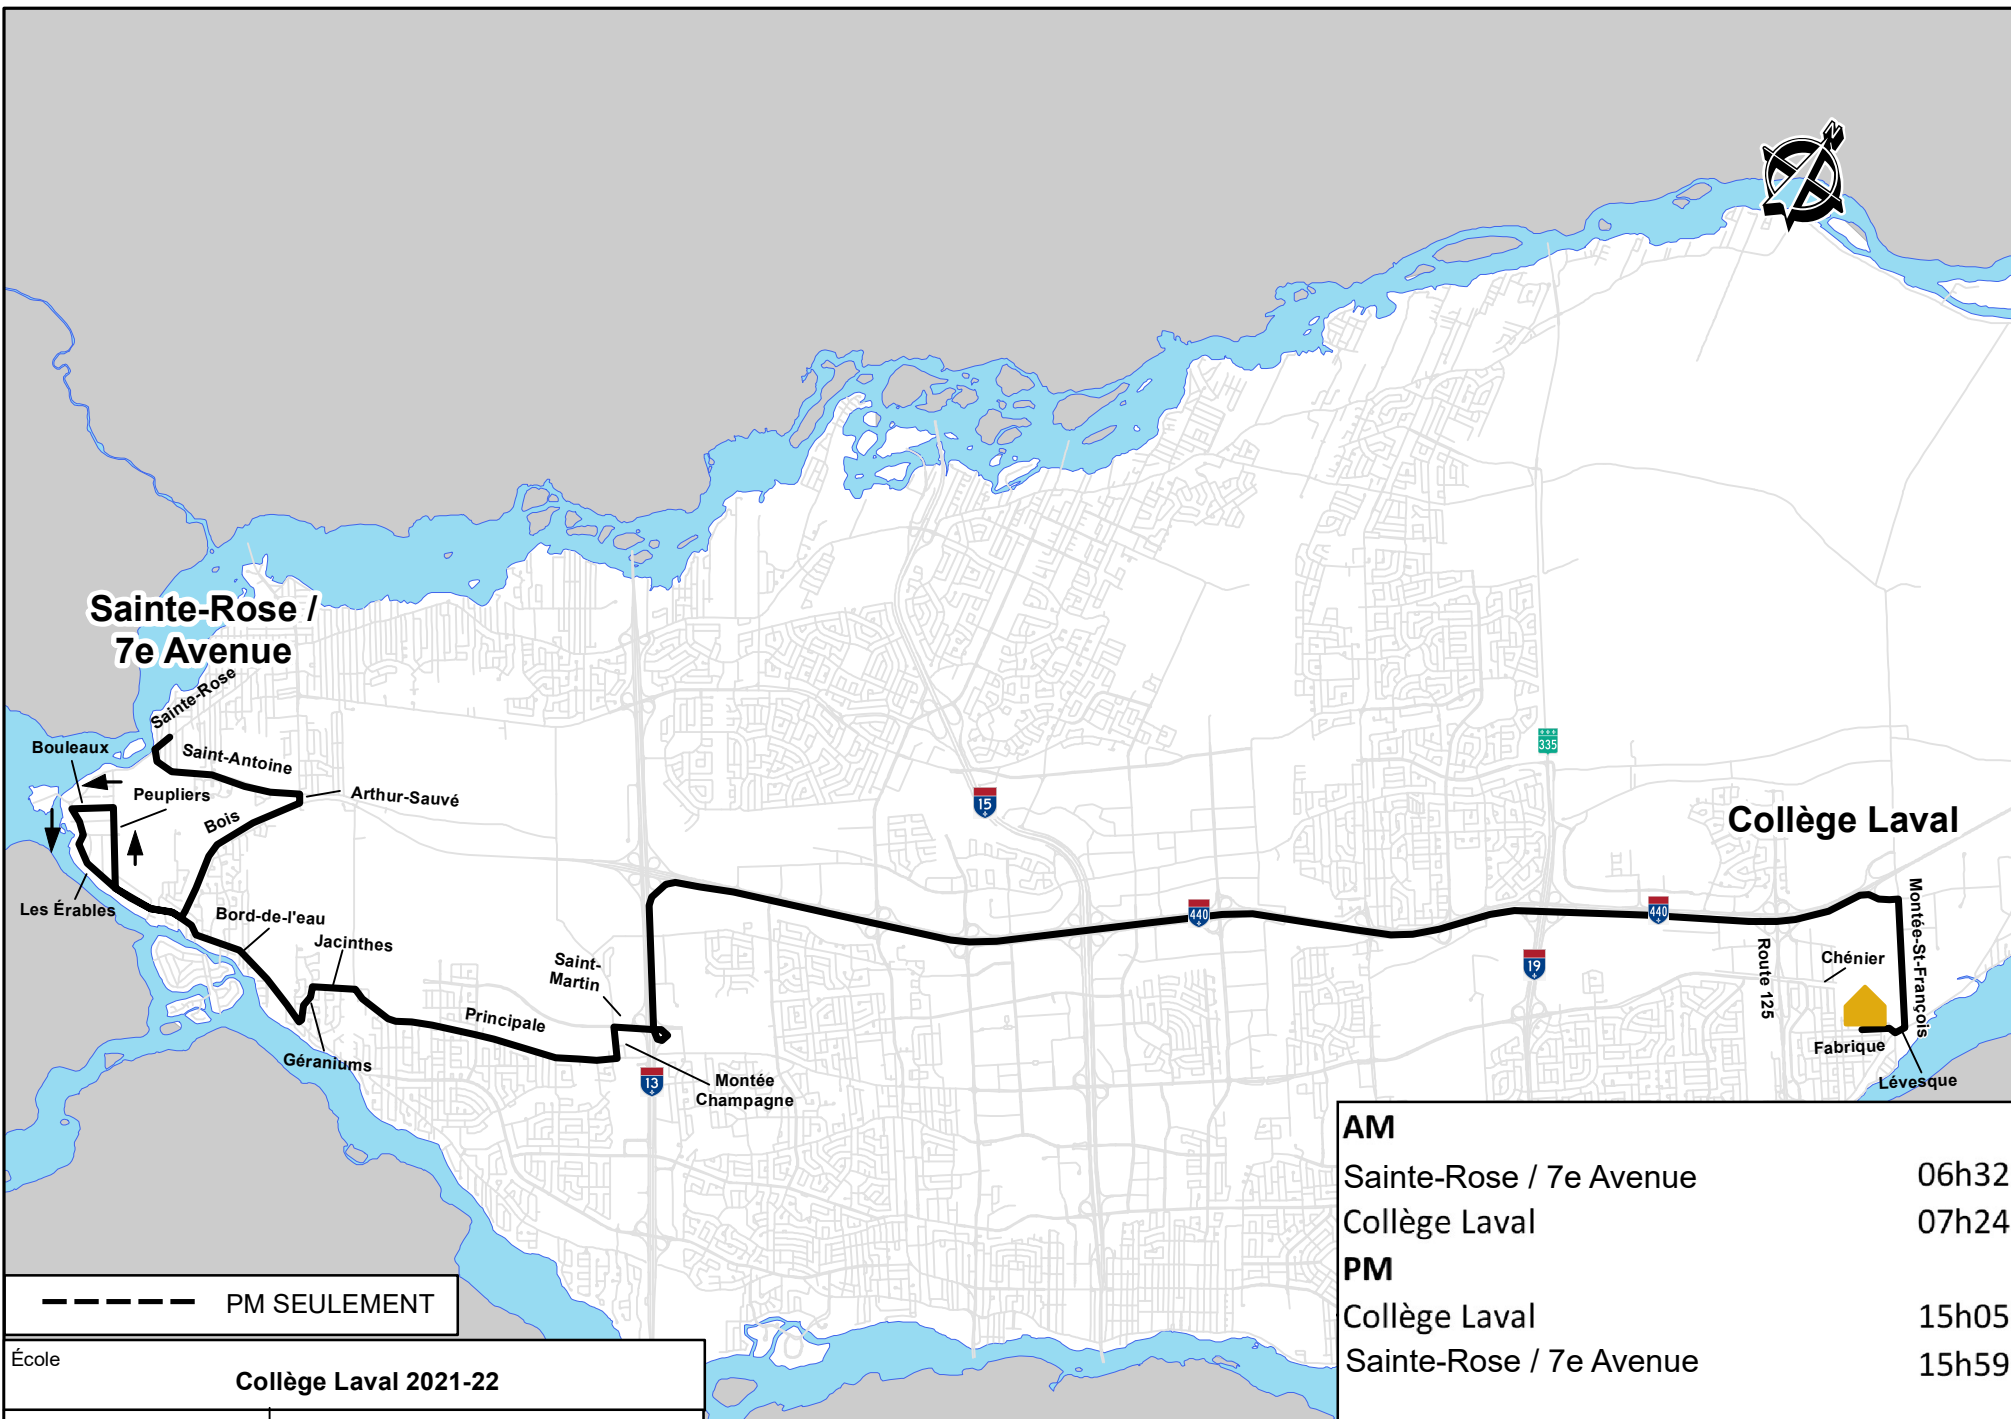 N
Sainte-Rose /
7e Avenue
Sainte-Rose
Bouleaux
Saint-Antoine
335
Peupliers
Arthur-Sauvé
15
Bois
Collège Laval
Les Érables
Bord-de-l'eau
440
440
Montée-St-François
Jacinthes
Saint-
Martin
19
Route 125
Chénier
Principale
Géraniums
Fabrique
13
Montée
Champagne
Lévesque
AM
Sainte-Rose / 7e Avenue 06h32
Collège Laval 07h24
PM
Collège Laval 15h05
Sainte-Rose / 7e Avenue 15h59
PM SEULEMENT
École
Collège Laval 2021-22